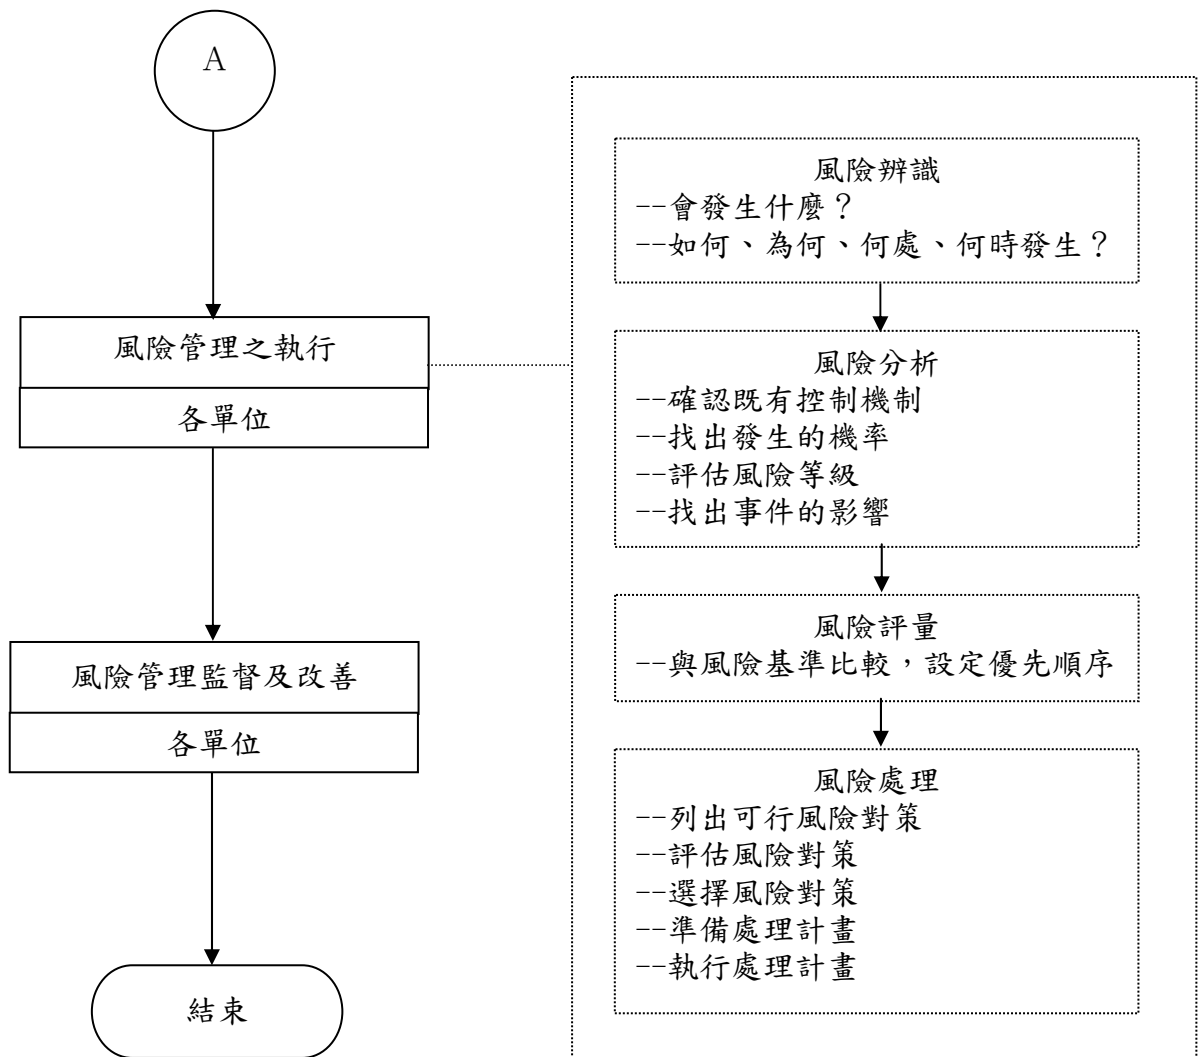 A
風險管理之執行
各單位
風險管理監督及改善
各單位
結束
風險辨識
--會發生什麼？
--如何、為何、何處、何時發生？
風險分析
--確認既有控制機制
--找出發生的機率
--評估風險等級
--找出事件的影響
風險評量
--與風險基準比較，設定優先順序
風險處理
--列出可行風險對策
--評估風險對策
--選擇風險對策
--準備處理計畫
--執行處理計畫